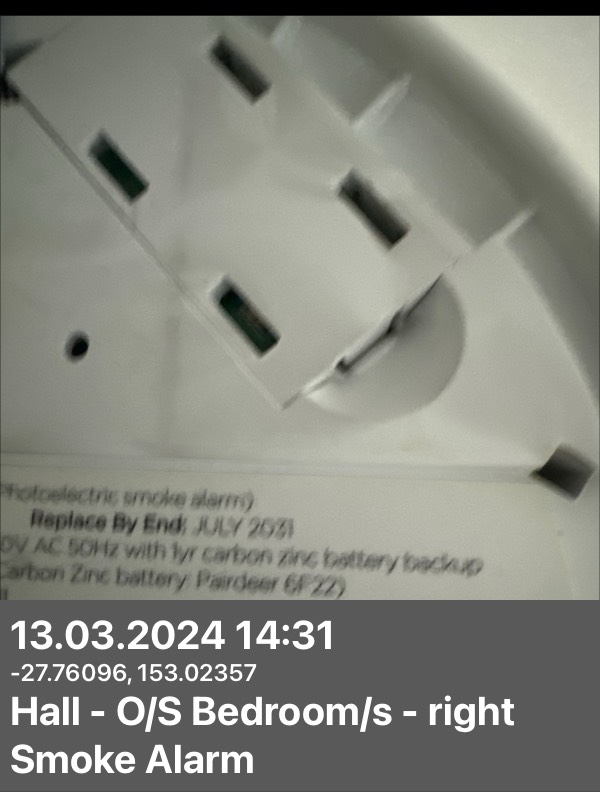 Photoelectric smoke alarm)
Replace By End: JULY 2031
0V AC 50Hz with 1yr carbon zinc battery backup
Carbon Zinc battery: Pairdeer 6F22)
13.03.2024 14:31
-27.76096, 153.02357
Hall - O/S Bedroom/s - right
Smoke Alarm